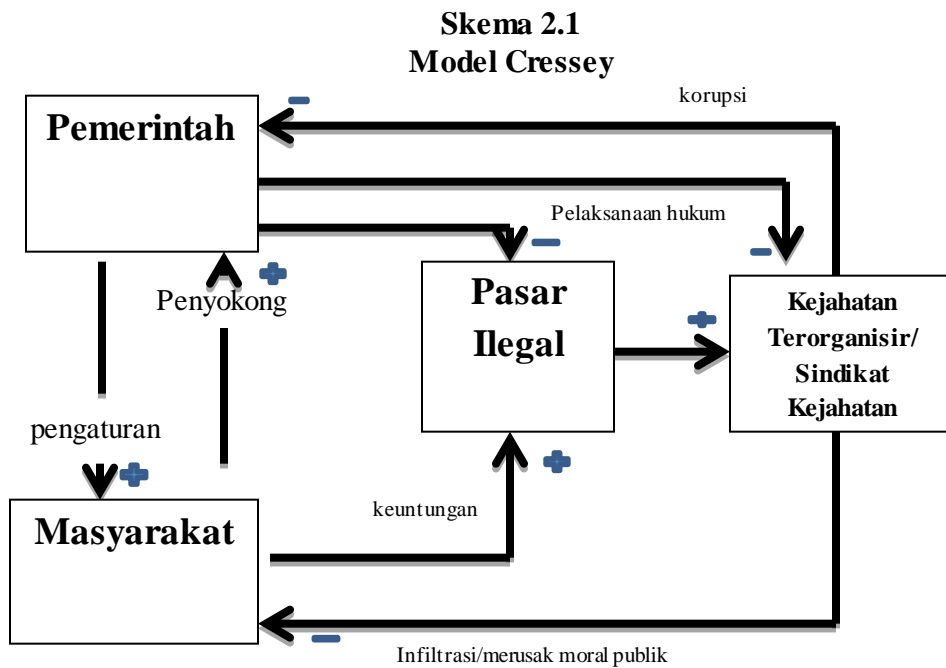 Skema 2.1
Model Cressey
korupsi
Pemerintah
Pelaksanaan hukum
Penyokong
Pasar
Ilegal
Kejahatan
Terorganisir/
Sindikat
Kejahatan
pengaturan
keuntungan
Masyarakat
Infiltrasi/merusak moral publik